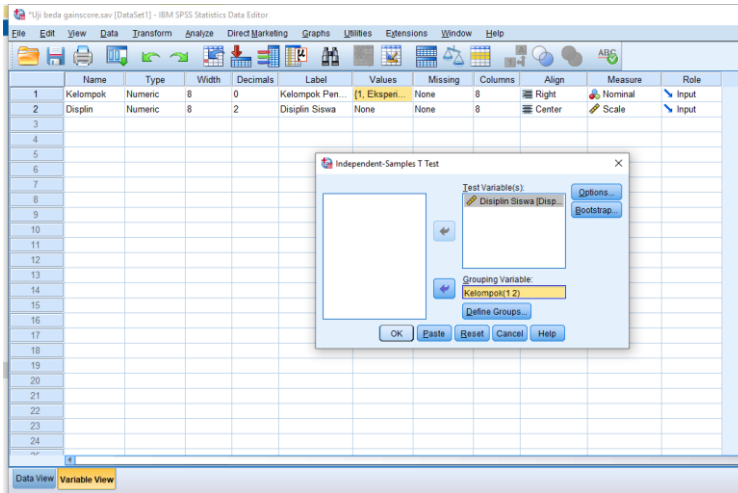 *Uji beda gainscore.sav [DataSet1] - IBM SPSS Statistics Data Editor
File Edit View Data Transform Analyze Direct Marketing Graphs Utilities Extensions Window Help
Name Type Width Decimals Label Values Missing Columns Align Measure Role
1 Kelompok Numeric 8 0 Kelompok Pen... {1, Eksperi... None 8 Right Nominal Input
2 Displin Numeric 8 2 Disiplin Siswa None None 8 Center Scale Input
3
4
5
6
7
8
9
10
11
12
13
14
15
16
17
18
19
20
21
22
23
24
Independent-Samples T Test
Test Variable(s):
Disiplin Siswa [Disp...
Options...
Bootstrap...
Grouping Variable:
Kelompok(1 2)
Define Groups...
OK Paste Reset Cancel Help
Data View Variable View